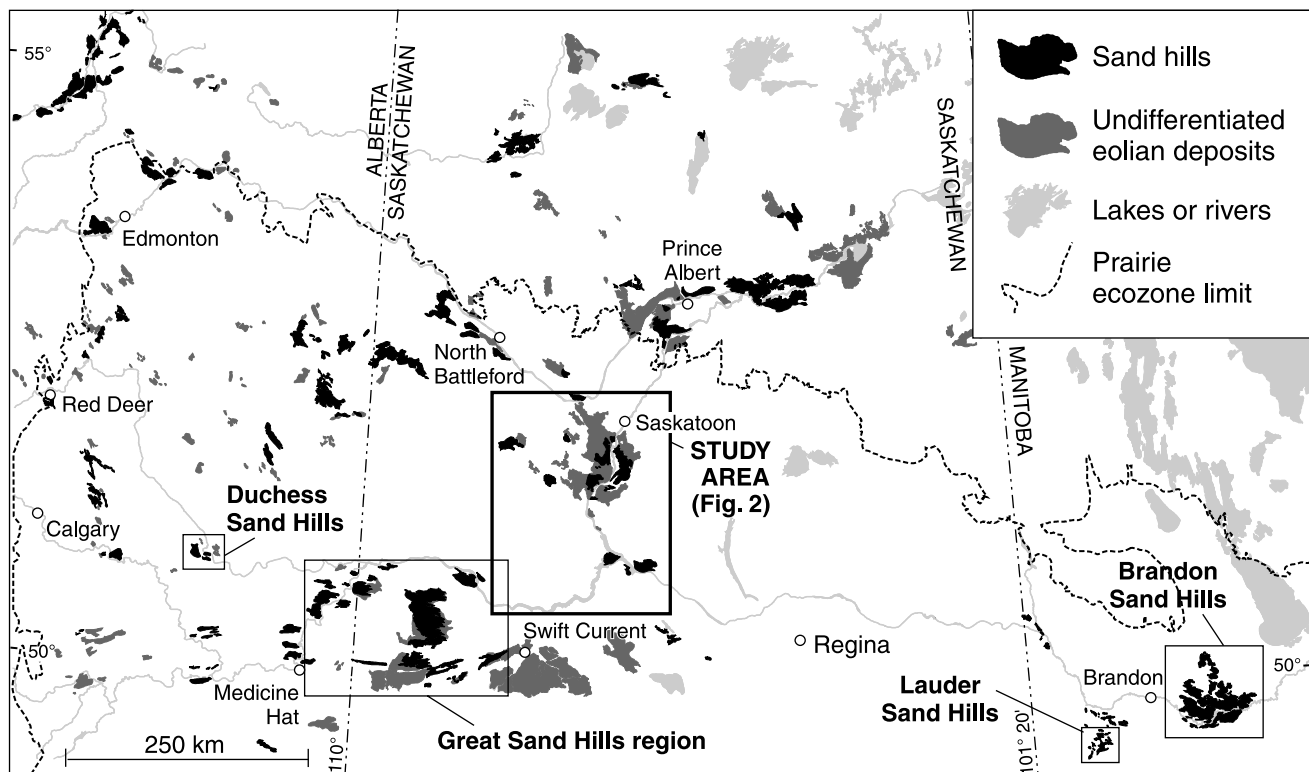 55°
ALBERTA
SASKATCHEWAN
SASKATCHEWAN
MANITOBA
Sand hills
Undifferentiated
eolian deposits
Lakes or rivers
Prairie
ecozone limit
Edmonton
Prince
Albert
North
Battleford
Red Deer
Saskatoon
STUDY
AREA
(Fig. 2)
Duchess
Sand Hills
Calgary
Brandon
Sand Hills
Swift Current
Regina
50°
50°
Medicine
Hat
Brandon
Lauder
Sand Hills
Great Sand Hills region
250 km
110°
101° 20'